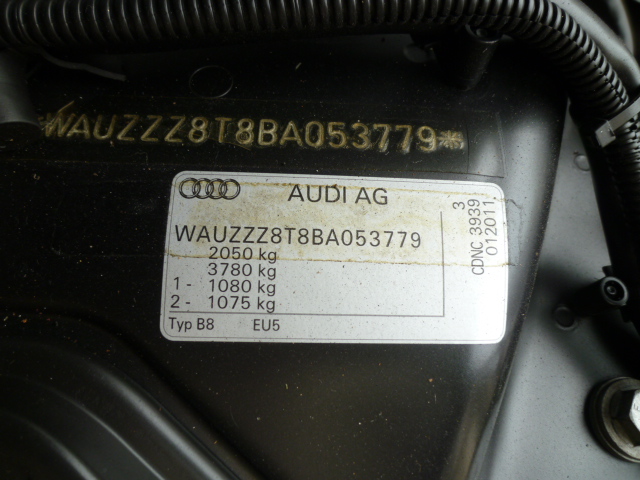 *WAUZZZ8T8BA053779*
AUDI AG
WAUZZZ8T8BA053779
2050 kg
3780 kg
1 - 1080 kg
2 - 1075 kg
Typ B8 EU5
3
CDNC 3939
012011